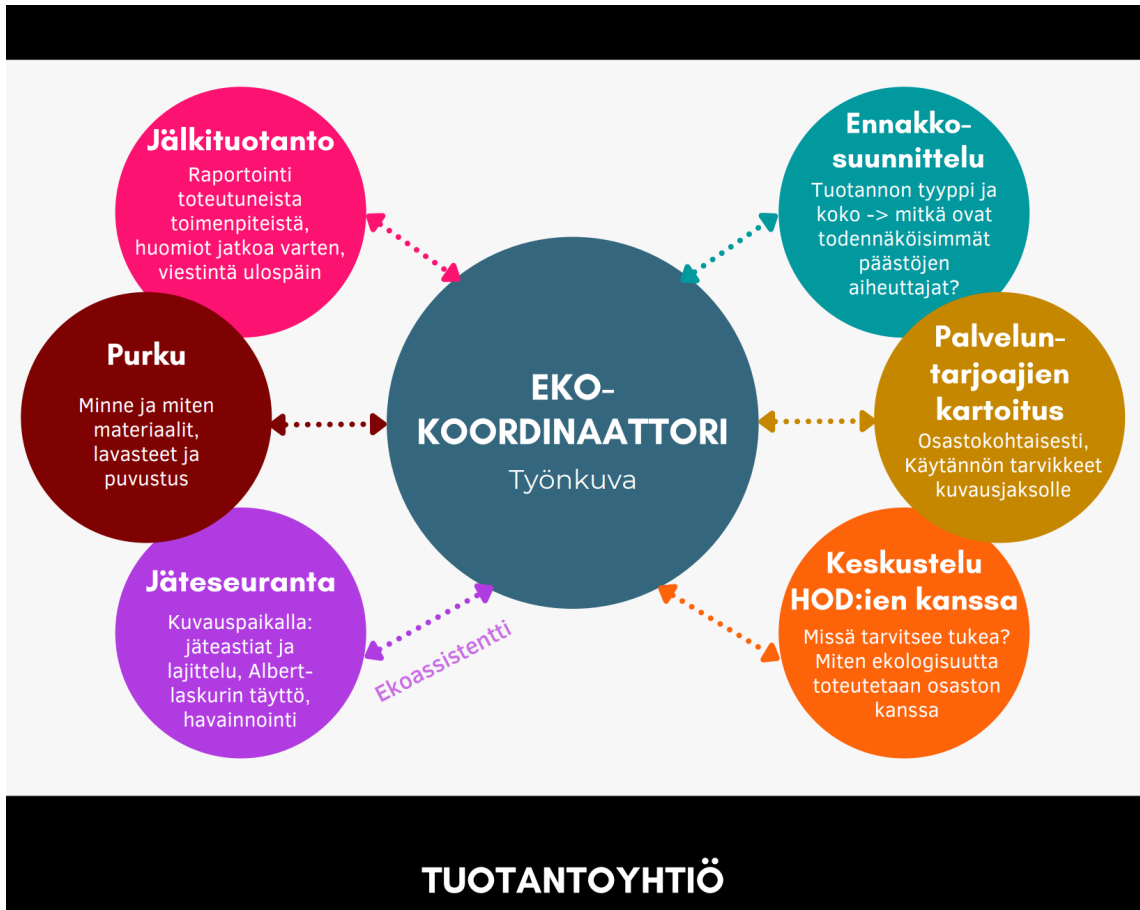 Jälkituotanto
Raportointi
toteutuneista
toimenpiteistä,
huomiot jatkoa varten,
viestintä ulospäin
Ennakko-
suunnittelu
Tuotannon tyyppi ja
koko -> mitkä ovat
todennäköisimmät
päästöjen
aiheuttajat?
Purku
Minne ja miten
materiaalit,
lavasteet ja
puvustus
EKO-
KOORDINAATTORI
Työnkuva
Palvelun-
tarjoajien
kartoitus
Osastokohtaisesti,
Käytännön tarvikkeet
kuvausjaksolle
Jäteseuranta
Kuvauspaikalla:
jäteastiat ja
lajittelu, Albert-
laskurin täyttö,
havainnointi
Ekoassistentti
Keskustelu
HOD:ien kanssa
Missä tarvitsee tukea?
Miten ekologisuutta
toteutetaan osaston
kanssa
TUOTANTOYHTIÖ